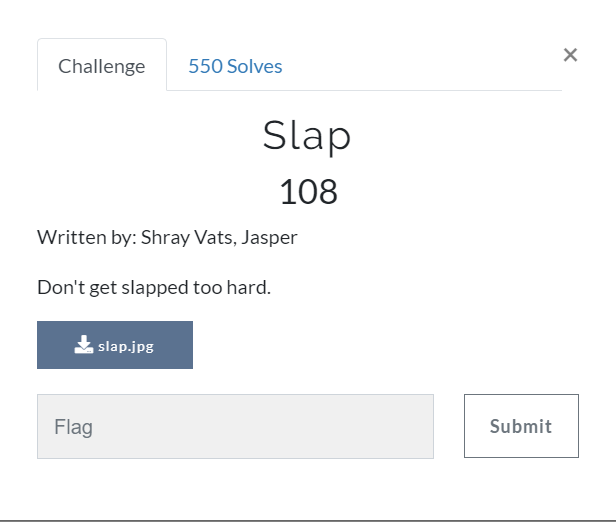 Challenge
550 Solves
×
Slap
108
Written by: Shray Vats, Jasper
Don't get slapped too hard.
slap.jpg
Flag
Submit